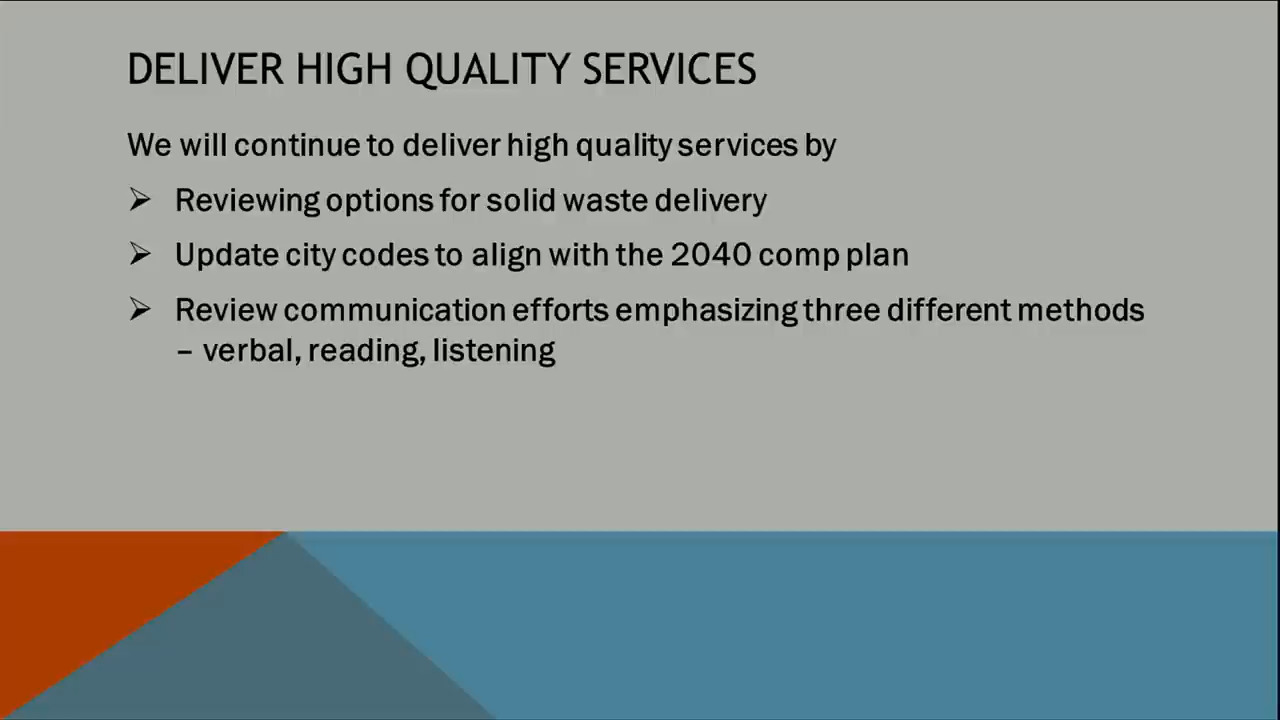 DELIVER HIGH QUALITY SERVICES
We will continue to deliver high quality services by
Reviewing options for solid waste delivery
Update city codes to align with the 2040 comp plan
Review communication efforts emphasizing three different methods
– verbal, reading, listening